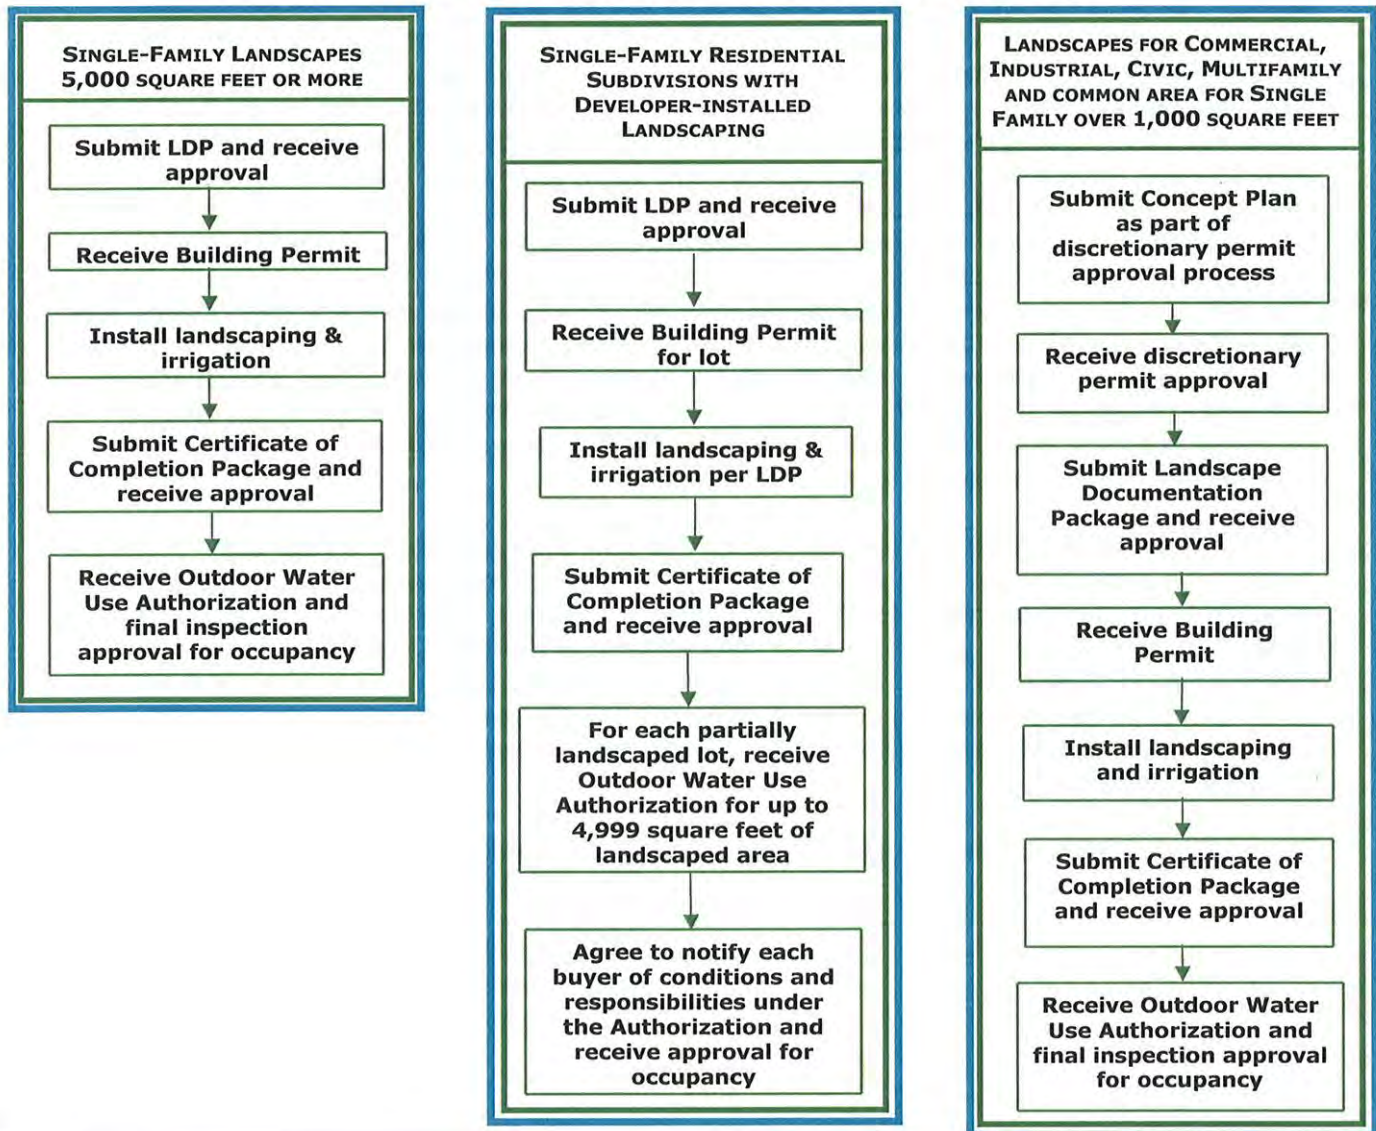 SINGLE-FAMILY LANDSCAPES
5,000 SQUARE FEET OR MORE
Submit LDP and receive
approval
Receive Building Permit
Install landscaping &
irrigation
Submit Certificate of
Completion Package and
receive approval
Receive Outdoor Water
Use Authorization and
final inspection
approval for occupancy
SINGLE-FAMILY RESIDENTIAL
SUBDIVISIONS WITH
DEVELOPER-INSTALLED
LANDSCAPING
Submit LDP and receive
approval
Receive Building Permit
for lot
Install landscaping &
irrigation per LDP
Submit Certificate of
Completion Package
and receive approval
For each partially
landscaped lot, receive
Outdoor Water Use
Authorization for up to
4,999 square feet of
landscaped area
Agree to notify each
buyer of conditions and
responsibilities under
the Authorization and
receive approval for
occupancy
LANDSCAPES FOR COMMERCIAL,
INDUSTRIAL, CIVIC, MULTIFAMILY
AND COMMON AREA FOR SINGLE
FAMILY OVER 1,000 SQUARE FEET
Submit Concept Plan
as part of
discretionary permit
approval process
Receive discretionary
permit approval
Submit Landscape
Documentation
Package and receive
approval
Receive Building
Permit
Install landscaping
and irrigation
Submit Certificate of
Completion Package
and receive approval
Receive Outdoor Water
Use Authorization and
final inspection approval
for occupancy